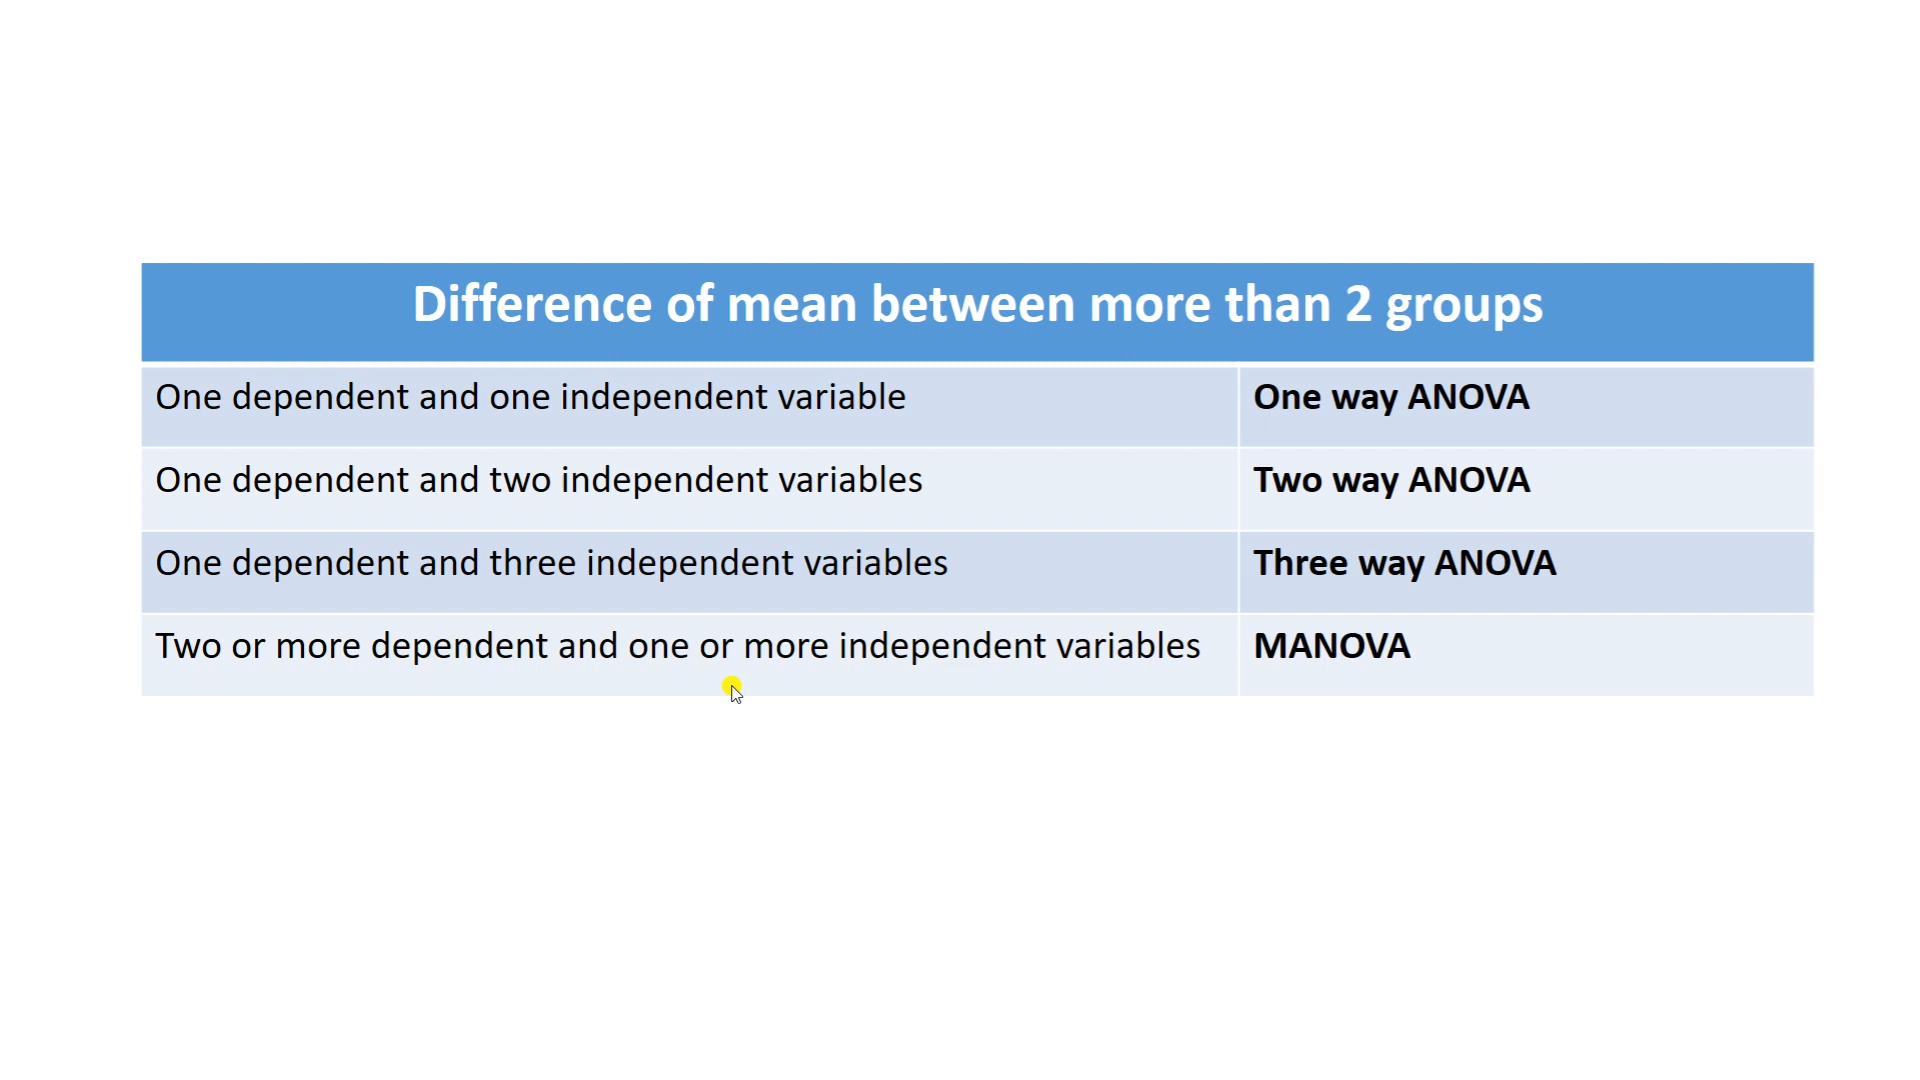 Difference of mean between more than 2 groups
One dependent and one independent variable
One way ANOVA
One dependent and two independent variables
Two way ANOVA
One dependent and three independent variables
Three way ANOVA
Two or more dependent and one or more independent variables
MANOVA